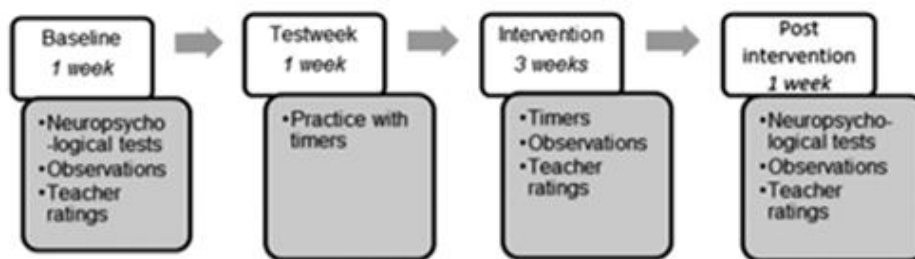 Baseline
1 week
•Neuropsycho
-logical tests
•Observations
•Teacher
ratings
Testweek
1 week
•Practice with
timers
Intervention
3 weeks
•Timers
•Observations
•Teacher
ratings
Post
intervention
1 week
•Neuropsycho-
logical tests
•Observations
•Teacher
ratings